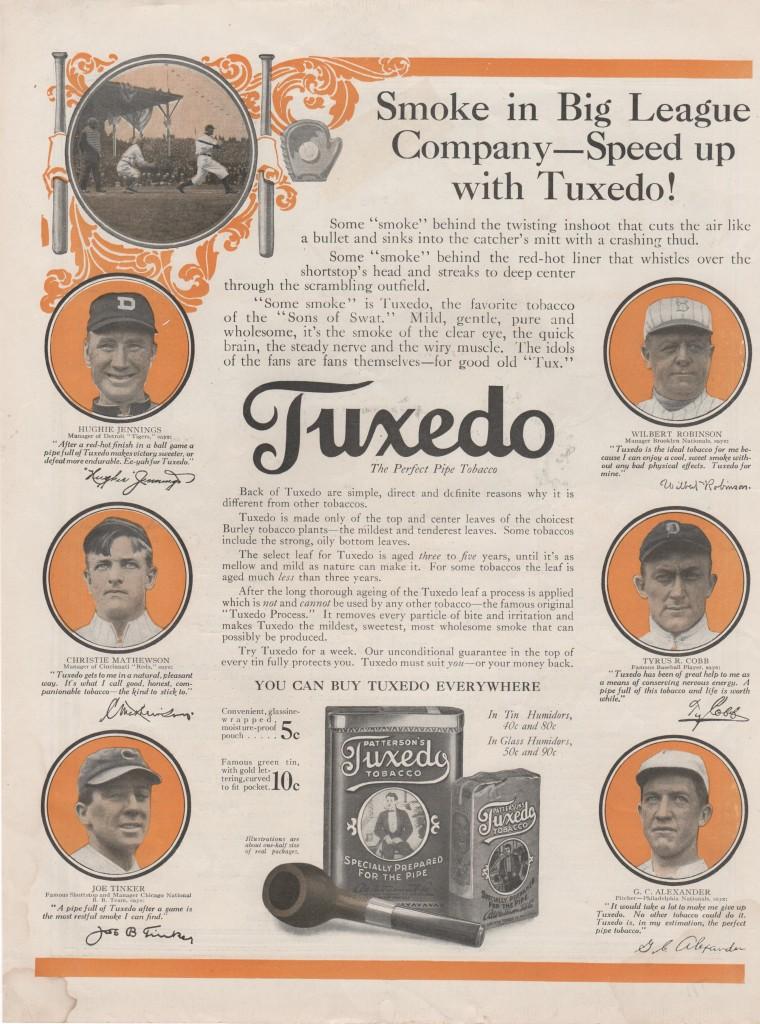 Smoke in Big League
Company—Speed up
with Tuxedo!
Some "smoke" behind the twisting inshoot that cuts the air like
a bullet and sinks into the catcher's mitt with a crashing thud.
Some "smoke" behind the red-hot liner that whistles over the
shortstop's head and streaks to deep center
through the scrambling outfield.
"Some smoke" is Tuxedo, the favorite tobacco
of the "Sons of Swat." Mild, gentle, pure and
wholesome, it's the smoke of the clear eye, the quick
brain, the steady nerve and the wiry muscle. The idols
of the fans are fans themselves—for good old "Tux."
D
HUGHIE JENNINGS
Manager of Detroit "Tigers," says:
"After a red-hot finish in a ball game a
pipe full of Tuxedo makes victory sweeter, or
defeat more endurable. Ee-yah for Tuxedo."
"Hughie" Jennings
B
WILBERT ROBINSON
Manager Brooklyn Nationals, says:
"Tuxedo is the ideal tobacco for me be-
cause I can enjoy a cool, sweet smoke with-
out any bad physical effects. Tuxedo for
mine."
Wilbert Robinson.
Tuxedo
The Perfect Pipe Tobacco
Back of Tuxedo are simple, direct and definite reasons why it is
different from other tobaccos.
Tuxedo is made only of the top and center leaves of the choicest
Burley tobacco plants—the mildest and tenderest leaves. Some tobaccos
include the strong, oily bottom leaves.
The select leaf for Tuxedo is aged three to five years, until it's as
mellow and mild as nature can make it. For some tobaccos the leaf is
aged much less than three years.
After the long thorough ageing of the Tuxedo leaf a process is applied
which is not and cannot be used by any other tobacco—the famous original
"Tuxedo Process." It removes every particle of bite and irritation and
makes Tuxedo the mildest, sweetest, most wholesome smoke that can
possibly be produced.
Try Tuxedo for a week. Our unconditional guarantee in the top of
every tin fully protects you. Tuxedo must suit you—or your money back.
CHRISTIE MATHEWSON
Manager of Cincinnati "Reds," says:
"Tuxedo gets to me in a natural, pleasant
way. It's what I call good, honest, com-
panionable tobacco—the kind to stick to."
C Mathewson
D
TYRUS R. COBB
Famous Baseball Player, says:
"Tuxedo has been of great help to me as
a means of conserving nervous energy. A
pipe full of this tobacco and life is worth
while."
Ty Cobb
YOU CAN BUY TUXEDO EVERYWHERE
Convenient, glassine-
wrapped,
moisture-proof
pouch . . . . . 5c
Famous green tin,
with gold let-
tering, curved
to fit pocket. 10c
In Tin Humidors,
40c and 80c
In Glass Humidors,
50c and 90c
Illustrations are
about one-half size
of real packages.
PATTERSON'S
Tuxedo
TOBACCO
SPECIALLY PREPARED
FOR THE PIPE
PATTERSON'S
Tuxedo
TOBACCO
SPECIALLY PREPARED
FOR THE PIPE
C
JOE TINKER
Famous Shortstop and Manager Chicago National
B. B. Team, says:
"A pipe full of Tuxedo after a game is
the most restful smoke I can find."
Joe B Tinker
G. C. ALEXANDER
Pitcher—Philadelphia Nationals, says:
"It would take a lot to make me give up
Tuxedo. No other tobacco could do it.
Tuxedo is, in my estimation, the perfect
pipe tobacco."
G. C. Alexander